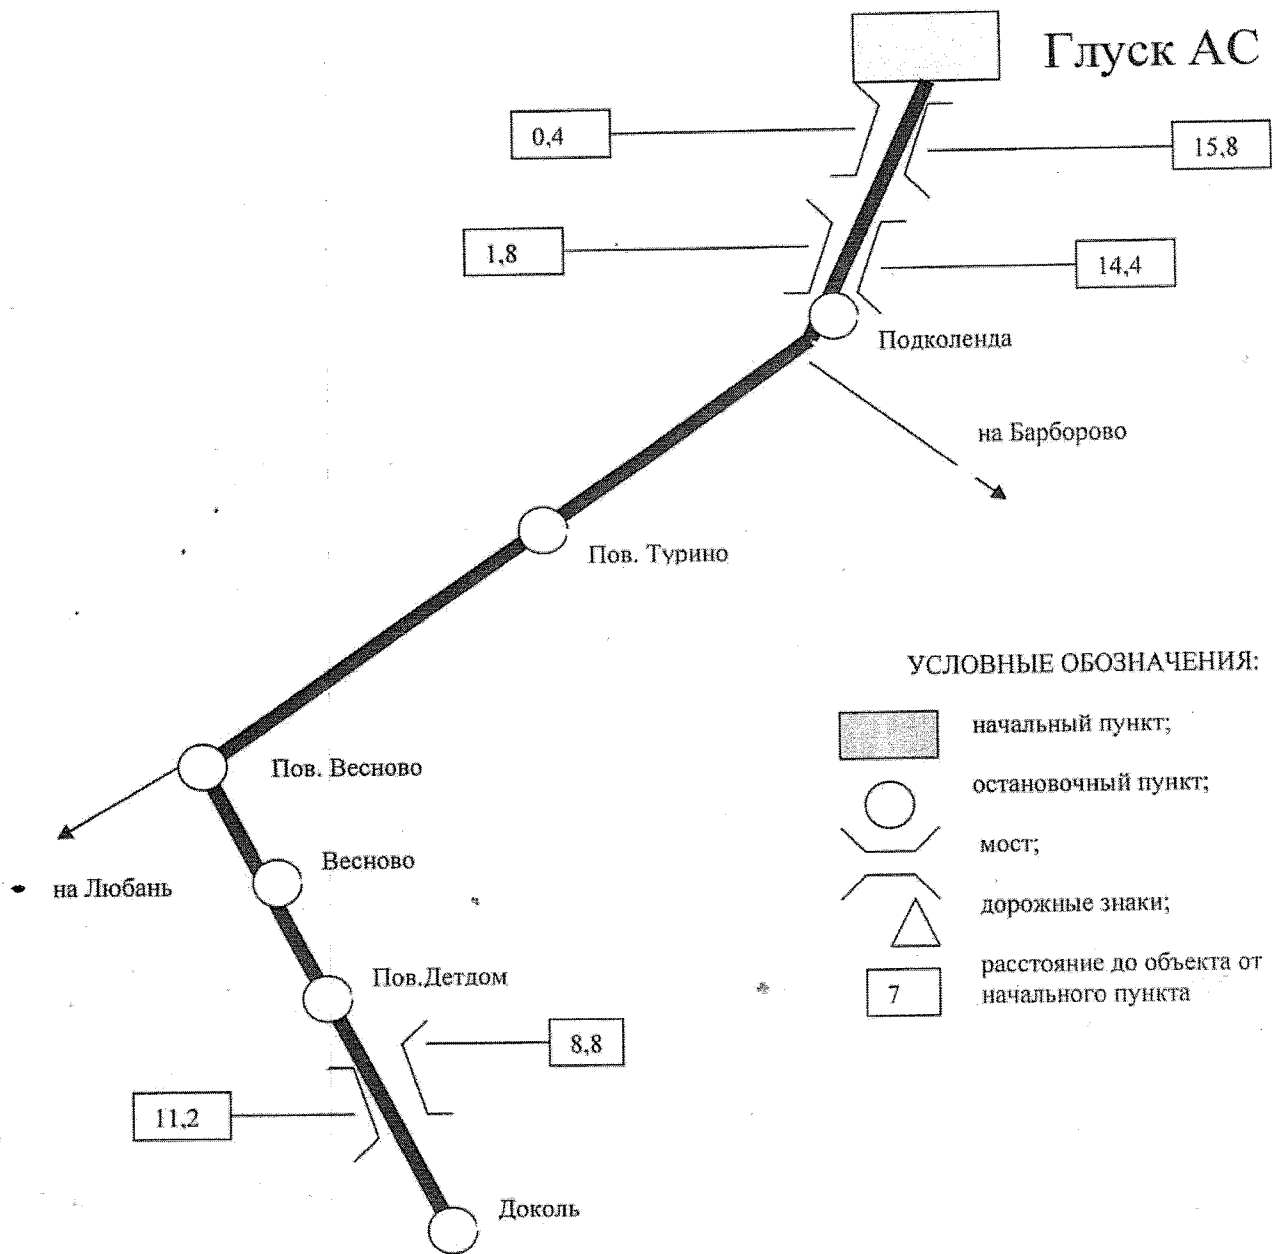 Глуск АС
0,4
15,8
1,8
14,4
Подколенда
на Барборово
Пов. Турино
УСЛОВНЫЕ ОБОЗНАЧЕНИЯ:
начальный пункт;
остановочный пункт;
мост;
дорожные знаки;
7
расстояние до объекта от
начального пункта
Пов. Весново
на Любань
Весново
Пов.Детдом
8,8
11,2
Доколь